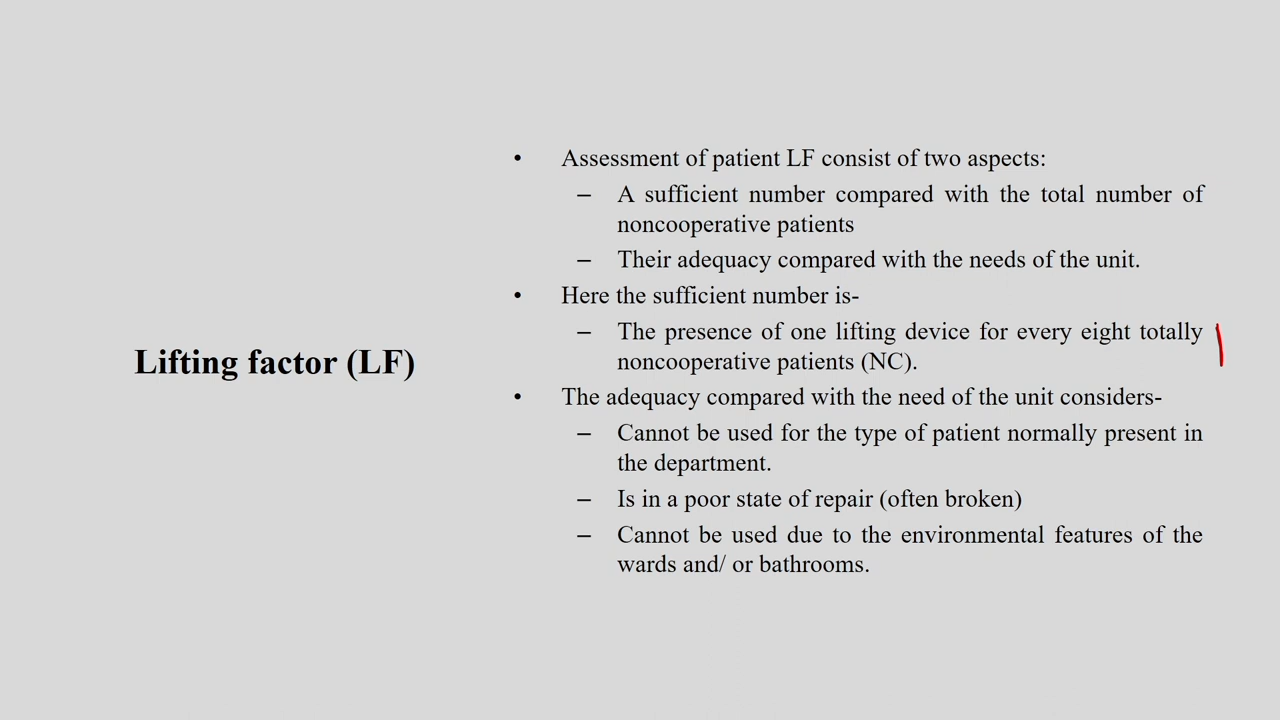 Lifting factor (LF)
• Assessment of patient LF consist of two aspects:
– A sufficient number compared with the total number of
noncooperative patients
– Their adequacy compared with the needs of the unit.
• Here the sufficient number is-
– The presence of one lifting device for every eight totally
noncooperative patients (NC).
• The adequacy compared with the need of the unit considers-
– Cannot be used for the type of patient normally present in
the department.
– Is in a poor state of repair (often broken)
– Cannot be used due to the environmental features of the
wards and/ or bathrooms.